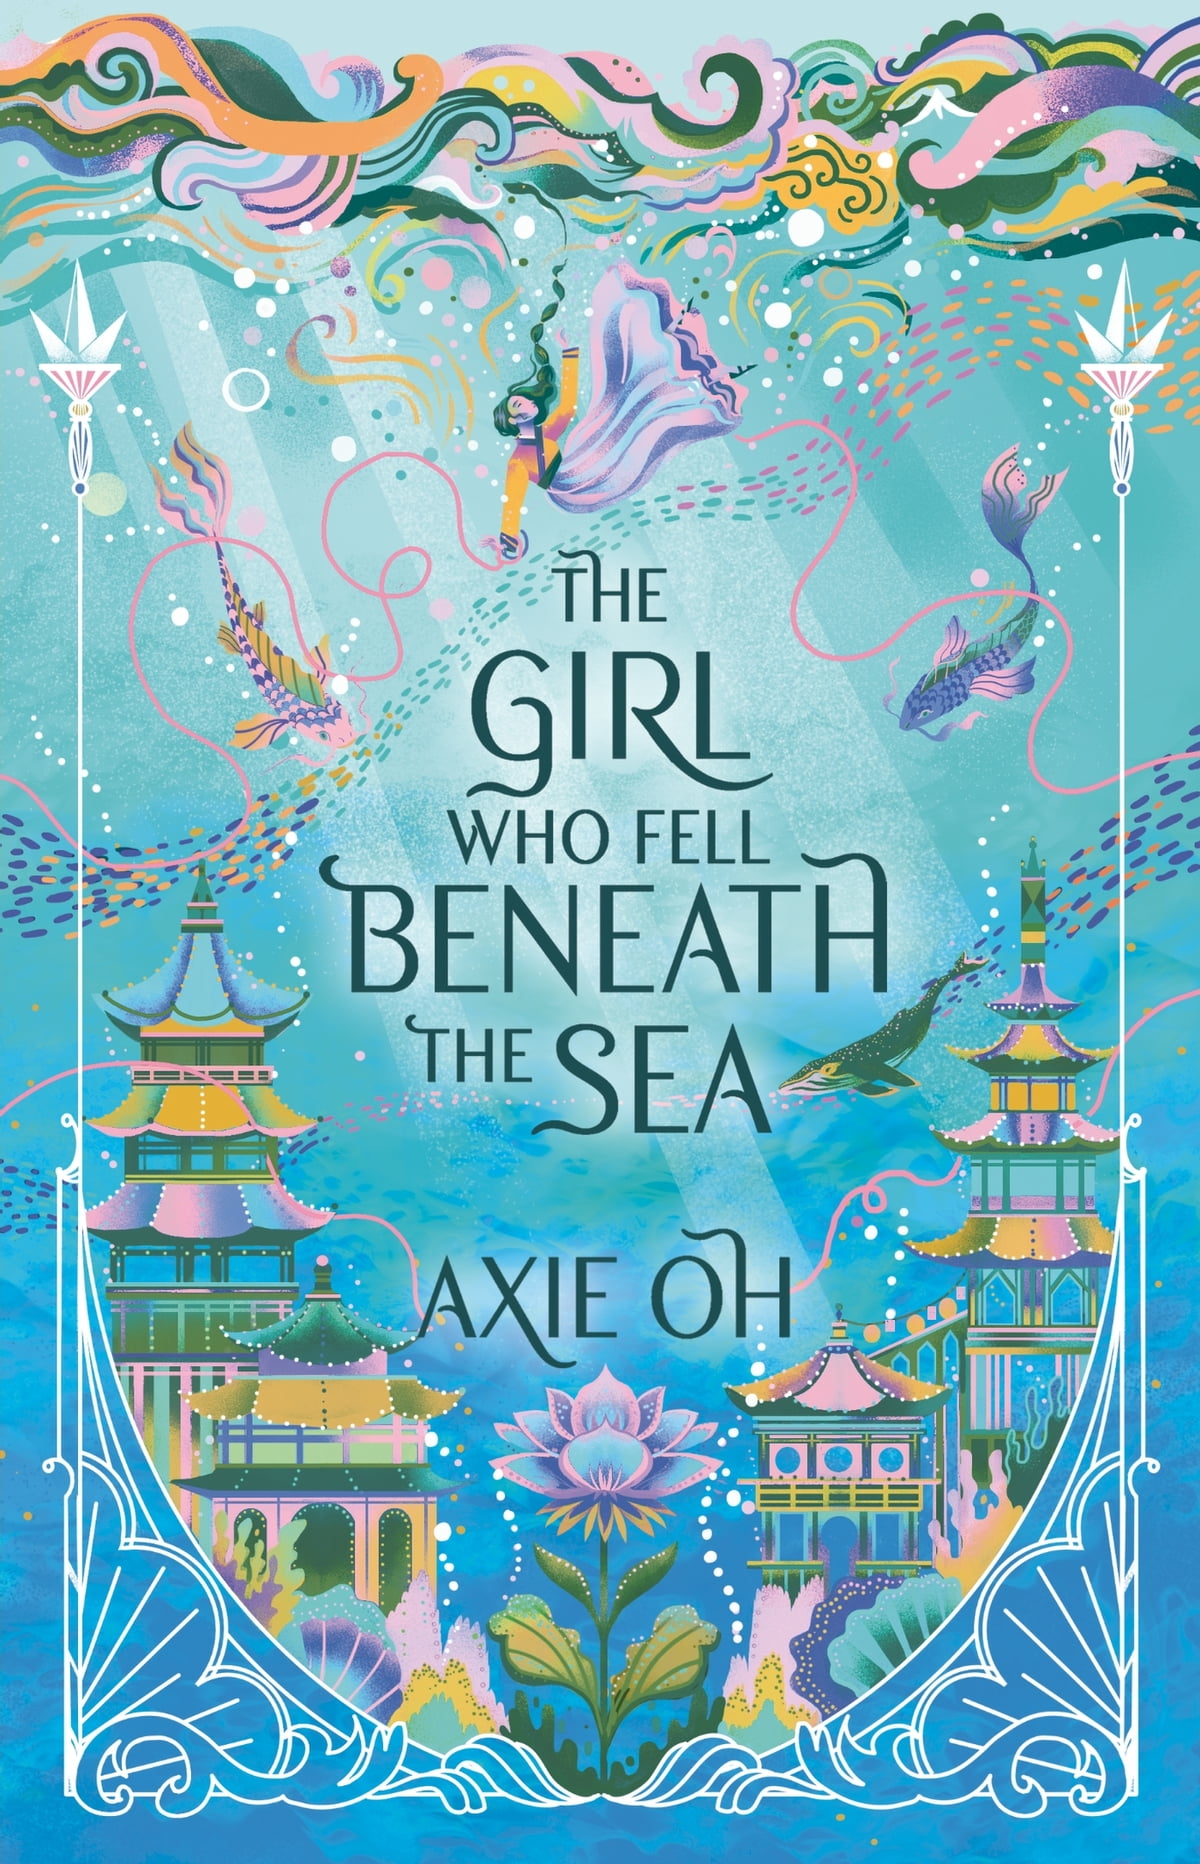 THE
GIRL
WHO FELL
BENEATH
THE SEA
AXIE OH